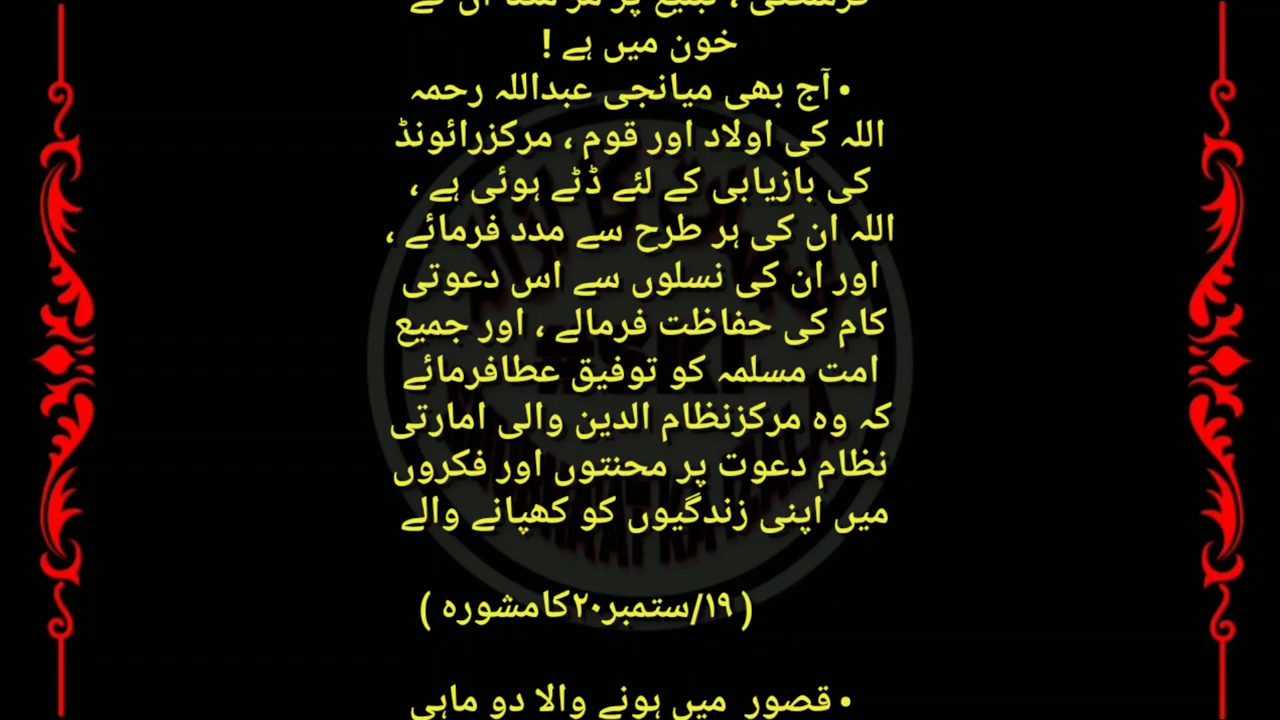 خون میں ہے !
• آج بھی میانجی عبداللہ رحمہ
اللہ کی اولاد اور قوم ، مرکزرائونڈ
کی بازیابی کے لئے ڈٹے ہوئی ہے ،
اللہ ان کی ہر طرح سے مدد فرمائے ،
اور ان کی نسلوں سے اس دعوتی
کام کی حفاظت فرمالے ، اور جمیع
امت مسلمہ کو توفیق عطافرمائے
کہ وہ مرکزنظام الدین والی امارتی
نظام دعوت پر محنتوں اور فکروں
میں اپنی زندگیوں کو کھپانے والے
( ۱۹/ستمبر۲۰کامشورہ )
• قصور میں ہونے والا دو ماہی